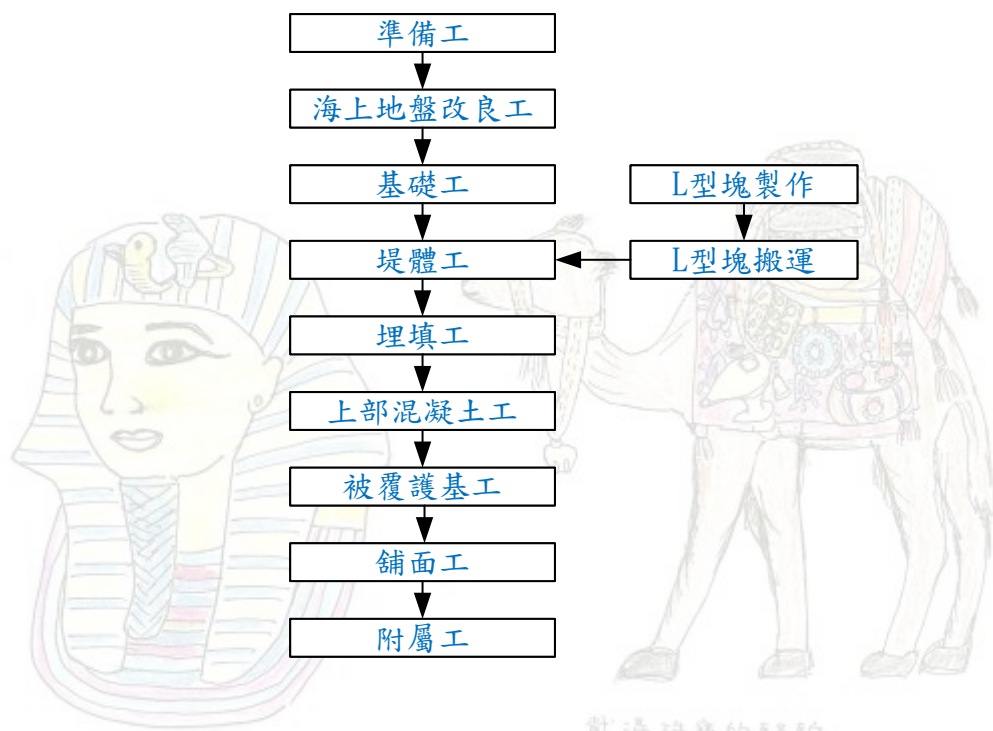 準備工
海上地盤改良工
基礎工
L型塊製作
堤體工
L型塊搬運
埋填工
上部混凝土工
被覆護基工
舖面工
附屬工